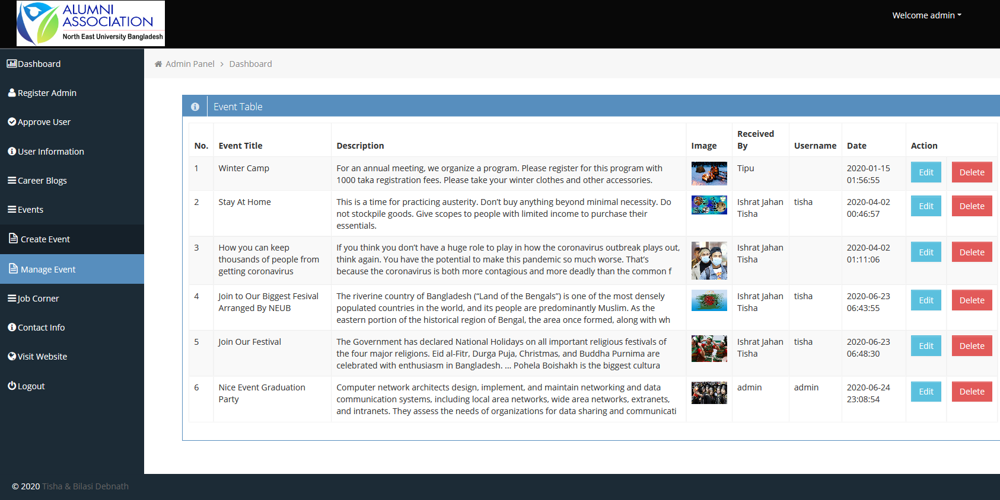 ALUMNI
ASSOCIATION
North East University Bangladesh
Welcome admin
Dashboard
Register Admin
Approve User
User Information
Career Blogs
Events
Create Event
Manage Event
Job Corner
Contact Info
Visit Website
Logout
Admin Panel > Dashboard
Event Table
No. Event Title Description Image Received By Username Date Action
1 Winter Camp For an annual meeting, we organize a program. Please register for this program with Tipu 2020-01-15 Edit Delete
1000 taka registration fees. Please take your winter clothes and other accessories. 01:56:55
2 Stay At Home This is a time for practicing austerity. Don’t buy anything beyond minimal necessity. Do Ishrat Jahan tisha 2020-04-02 Edit Delete
not stockpile goods. Give scopes to people with limited income to purchase their Tisha 00:46:57
essentials.
3 How you can keep If you think you don’t have a huge role to play in how the coronavirus outbreak plays out, Ishrat Jahan 2020-04-02 Edit Delete
thousands of people from think again. You have the potential to make this pandemic so much worse. That’s Tisha 01:11:06
getting coronavirus because the coronavirus is both more contagious and more deadly than the common f
4 Join to Our Biggest Fesival The riverine country of Bangladesh (“Land of the Bengals”) is one of the most densely Ishrat Jahan tisha 2020-06-23 Edit Delete
Arranged By NEUB populated countries in the world, and its people are predominantly Muslim. As the Tisha 06:43:55
eastern portion of the historical region of Bengal, the area once formed, along with wh
5 Join Our Festival The Government has declared National Holidays on all important religious festivals of Ishrat Jahan tisha 2020-06-23 Edit Delete
the four major religions. Eid al-Fitr, Durga Puja, Christmas, and Buddha Purnima are Tisha 06:48:30
celebrated with enthusiasm in Bangladesh. ... Pohela Boishakh is the biggest cultura
6 Nice Event Graduation Computer network architects design, implement, and maintain networking and data admin admin 2020-06-24 Edit Delete
Party communication systems, including local area networks, wide area networks, extranets, 23:08:54
and intranets. They assess the needs of organizations for data sharing and communicati
© 2020 Tisha & Bilasi Debnath